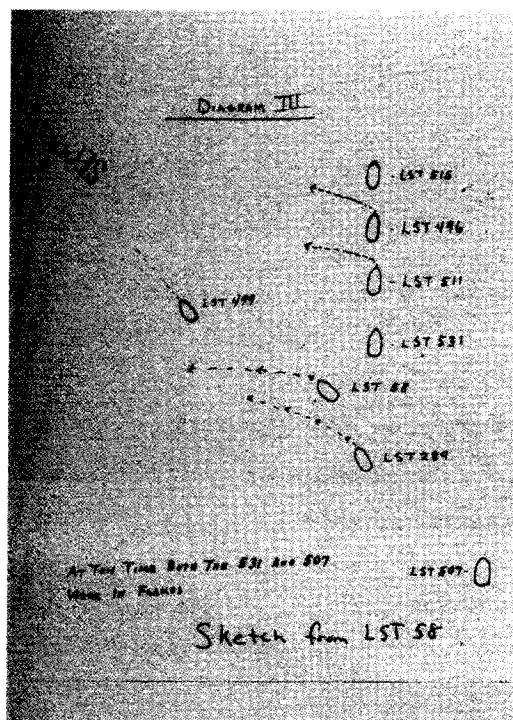 DIAGRAM III
LST 515
LST 496
LST 511
LST 499
LST 531
LST 58
LST 289
AT THIS TIME BOTH THE 531 AND 507
WERE IN FLAMES
LST 507
Sketch from LST 58